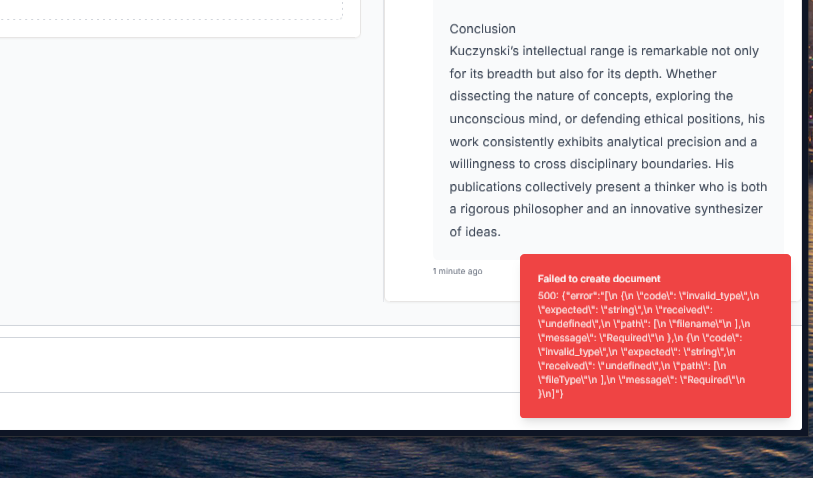 Conclusion
Kuczynski's intellectual range is remarkable not only
for its breadth but also for its depth. Whether
dissecting the nature of concepts, exploring the
unconscious mind, or defending ethical positions, his
work consistently exhibits analytical precision and a
willingness to cross disciplinary boundaries. His
publications collectively present a thinker who is both
a rigorous philosopher and an innovative synthesizer
of ideas.
1 minute ago
Failed to create document
500: {"error":"[\n {\n \"code\": \"invalid_type\",\n
\"expected\": \"string\",\n \"received\":
\"undefined\",\n \"path\": [\n \"filename\"\n ],\n
\"message\": \"Required\"\n },\n {\n \"code\":
\"invalid_type\",\n \"expected\": \"string\",\n
\"received\": \"undefined\",\n \"path\": [\n
\"fileType\"\n ],\n \"message\": \"Required\"\n
}\n]"}